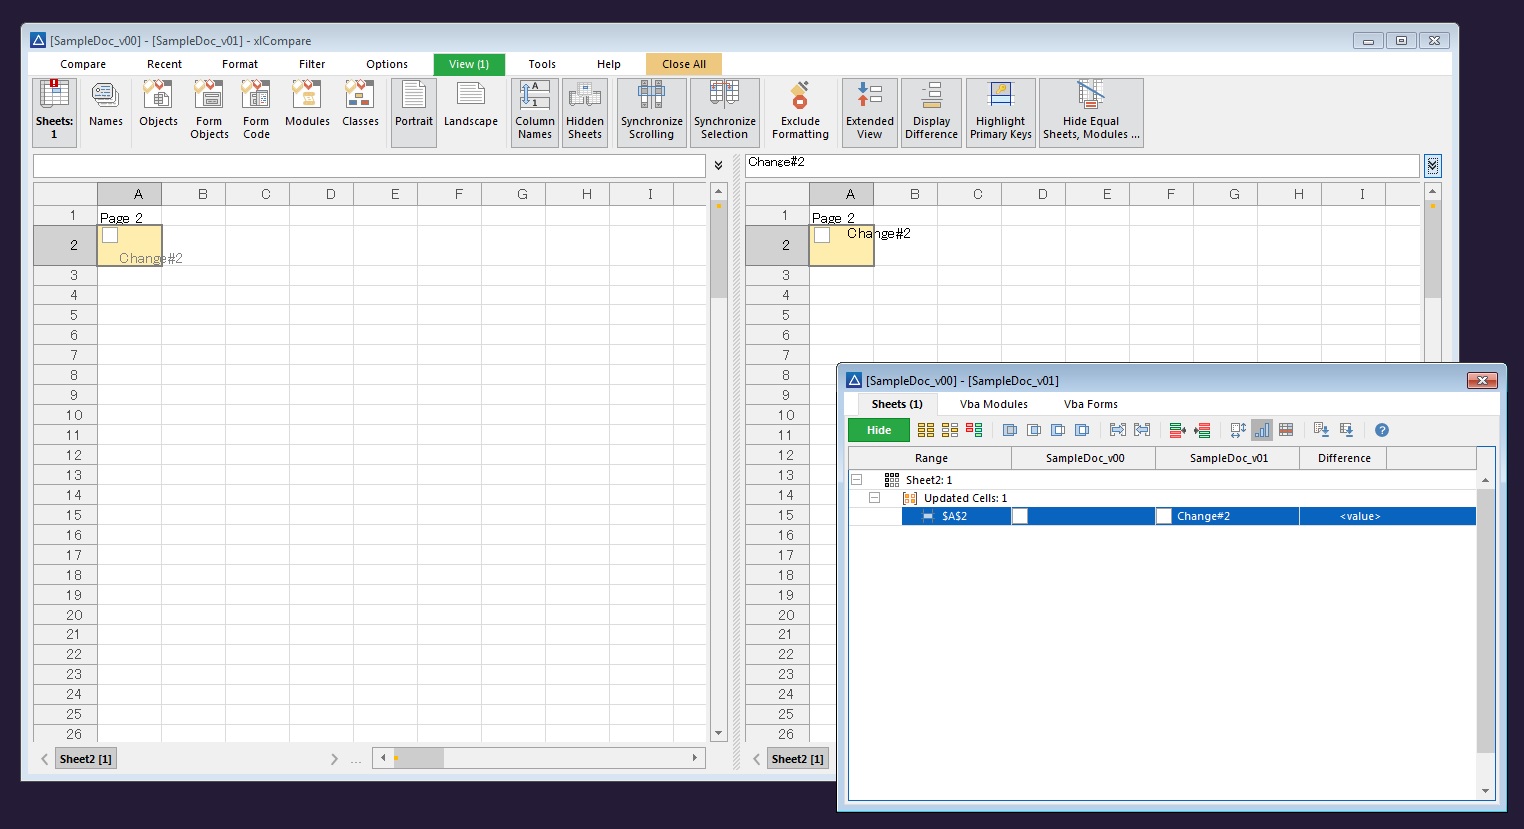 [SampleDoc_v00] - [SampleDoc_v01] - xlCompare
Compare Recent Format Filter Options View (1) Tools Help Close All
Sheets: 1 Names Objects Form Objects Form Code Modules Classes Portrait Landscape Column Names Hidden Sheets Synchronize Scrolling Synchronize Selection Exclude Formatting Extended View Display Difference Highlight Primary Keys Hide Equal Sheets, Modules ...
Change#2
A B C D E F G H I
1 Page 2
2 Change#2
3
4
5
6
7
8
9
10
11
12
13
14
15
16
17
18
19
20
21
22
23
24
25
26
Sheet2 [1] ...
A B C D E F G H I
1 Page 2
2 Change#2
3
4
5
6
7
8
9
10
11
12
13
14
15
16
17
18
19
20
21
22
23
24
25
26
Sheet2 [1]
[SampleDoc_v00] - [SampleDoc_v01]
Sheets (1) Vba Modules Vba Forms
Hide
Range SampleDoc_v00 SampleDoc_v01 Difference
Sheet2: 1
Updated Cells: 1
$A$2 Change#2 <value>